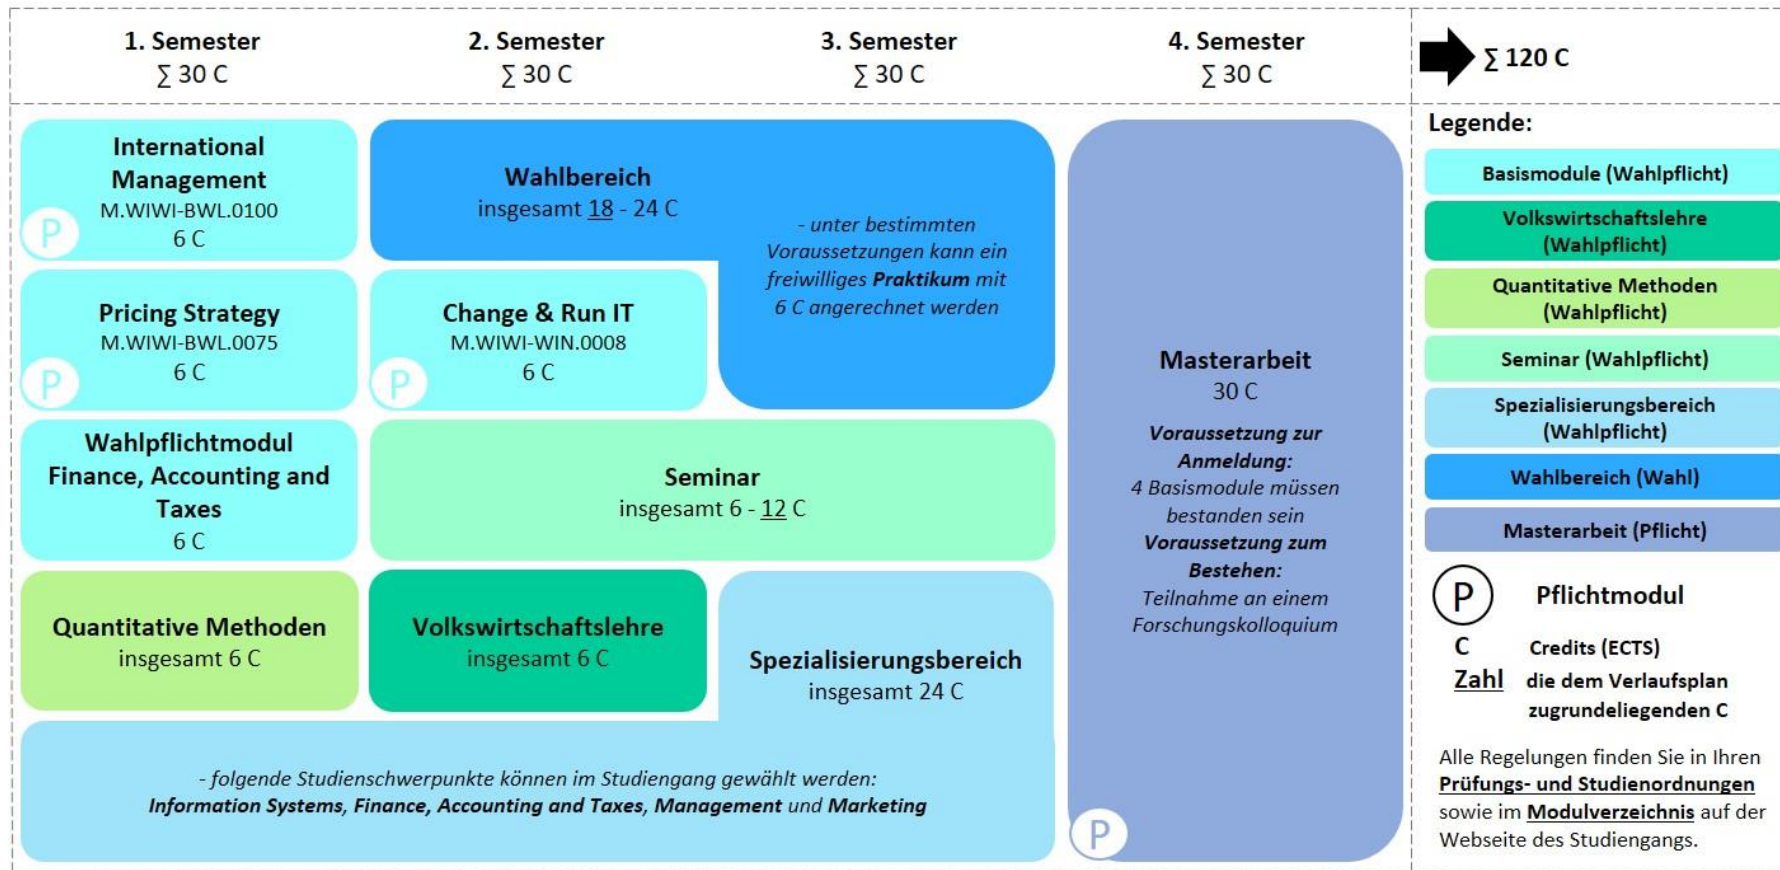 1. Semester
∑ 30 C
2. Semester
∑ 30 C
3. Semester
∑ 30 C
4. Semester
∑ 30 C
∑ 120 C
International
Management
M.WIWI-BWL.0100
6 C
P
Wahlbereich
insgesamt 18 - 24 C
- unter bestimmten
Voraussetzungen kann ein
freiwilliges Praktikum mit
6 C angerechnet werden
Pricing Strategy
M.WIWI-BWL.0075
6 C
P
Change & Run IT
M.WIWI-WIN.0008
6 C
P
Wahlpflichtmodul
Finance, Accounting and
Taxes
6 C
Seminar
insgesamt 6 - 12 C
Quantitative Methoden
insgesamt 6 C
Volkswirtschaftslehre
insgesamt 6 C
Spezialisierungsbereich
insgesamt 24 C
- folgende Studienschwerpunkte können im Studiengang gewählt werden:
Information Systems, Finance, Accounting and Taxes, Management und Marketing
Masterarbeit
30 C
Voraussetzung zur
Anmeldung:
4 Basismodule müssen
bestanden sein
Voraussetzung zum
Bestehen:
Teilnahme an einem
Forschungskolloquium
P
Legende:
Basismodule (Wahlpflicht)
Volkswirtschaftslehre
(Wahlpflicht)
Quantitative Methoden
(Wahlpflicht)
Seminar (Wahlpflicht)
Spezialisierungsbereich
(Wahlpflicht)
Wahlbereich (Wahl)
Masterarbeit (Pflicht)
P Pflichtmodul
C Credits (ECTS)
Zahl die dem Verlaufsplan
zugrundeliegenden C
Alle Regelungen finden Sie in Ihren
Prüfungs- und Studienordnungen
sowie im Modulverzeichnis auf der
Webseite des Studiengangs.